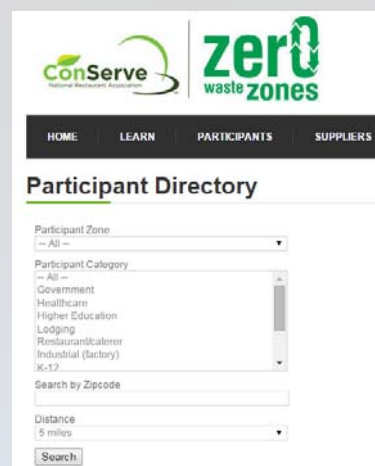 ConServe
National Restaurant Association
zero
waste zones
HOME LEARN PARTICIPANTS SUPPLIERS
Participant Directory
Participant Zone
-- All --
Participant Category
-- All --
Government
Healthcare
Higher Education
Lodging
Restaurant/caterer
Industrial (factory)
K-12
Search by Zipcode
Distance
5 miles
Search